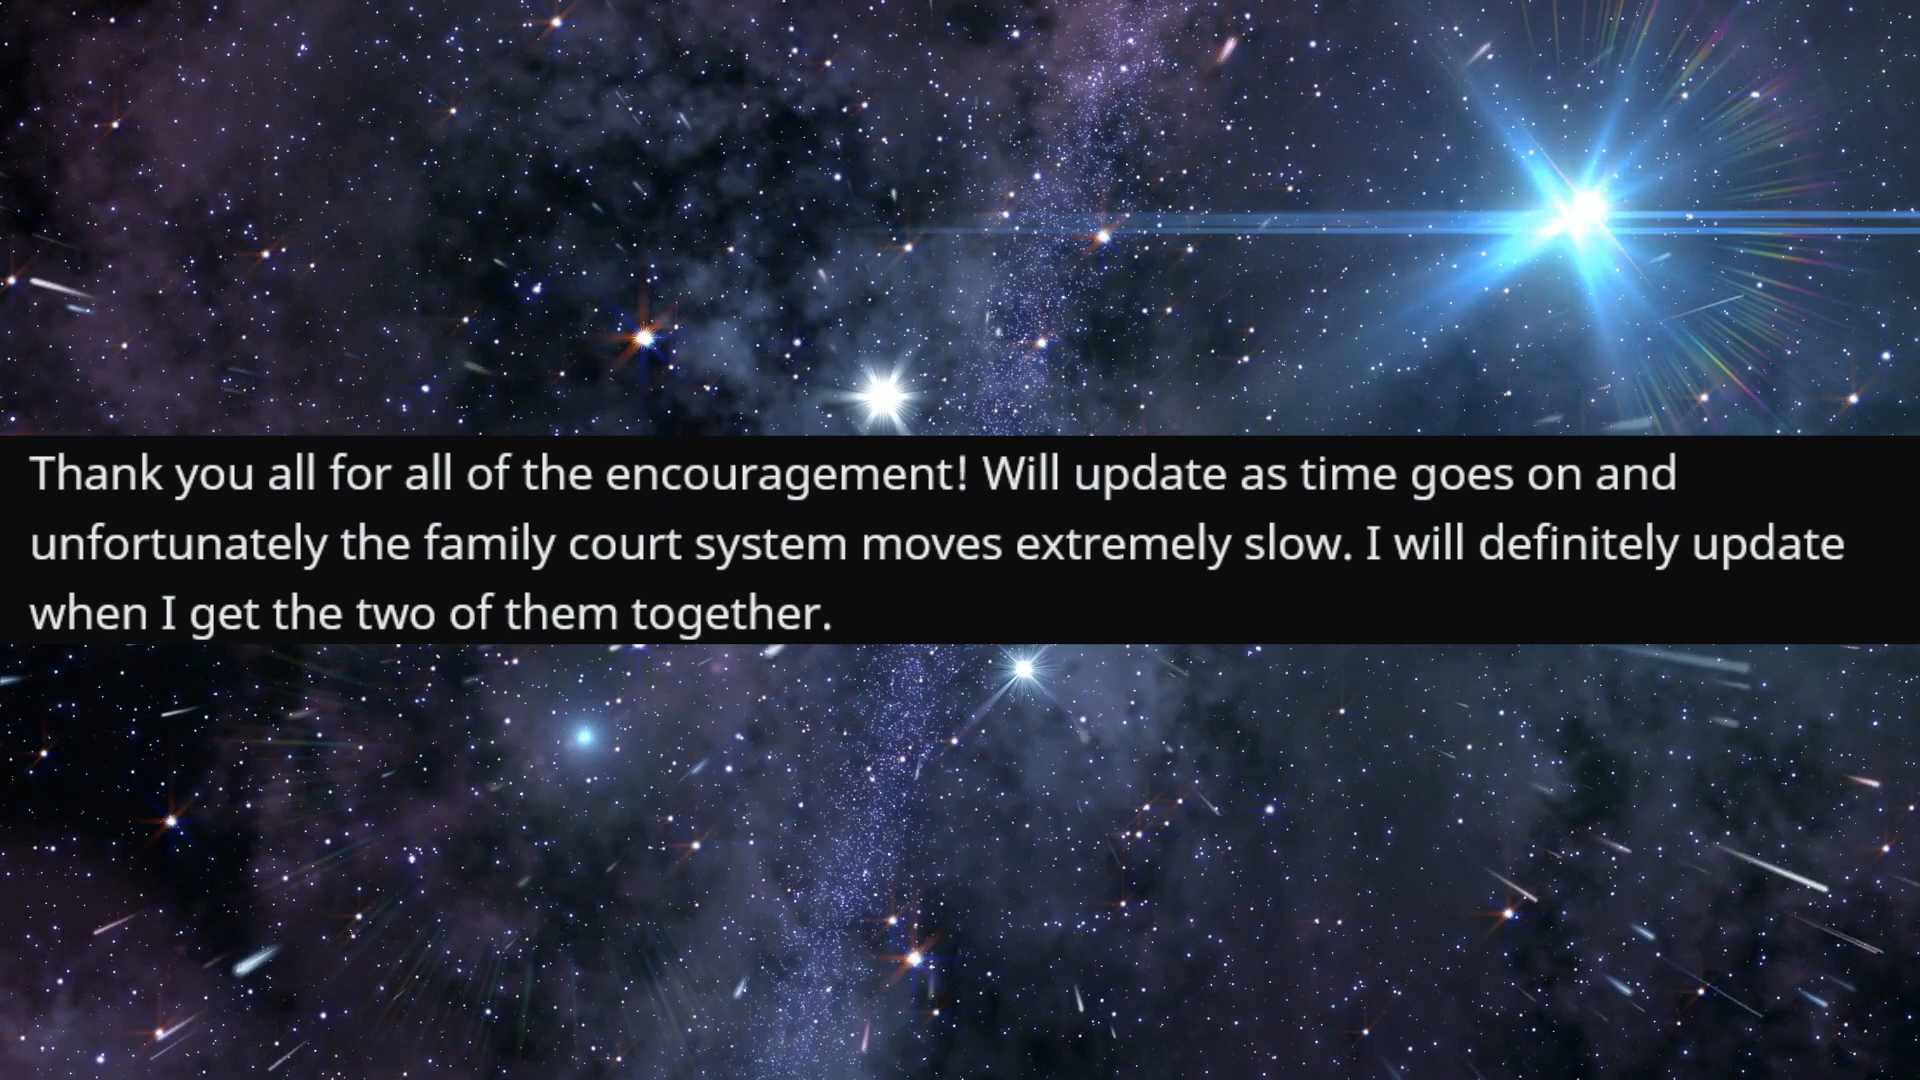 Thank you all for all of the encouragement! Will update as time goes on and
unfortunately the family court system moves extremely slow. I will definitely update
when I get the two of them together.